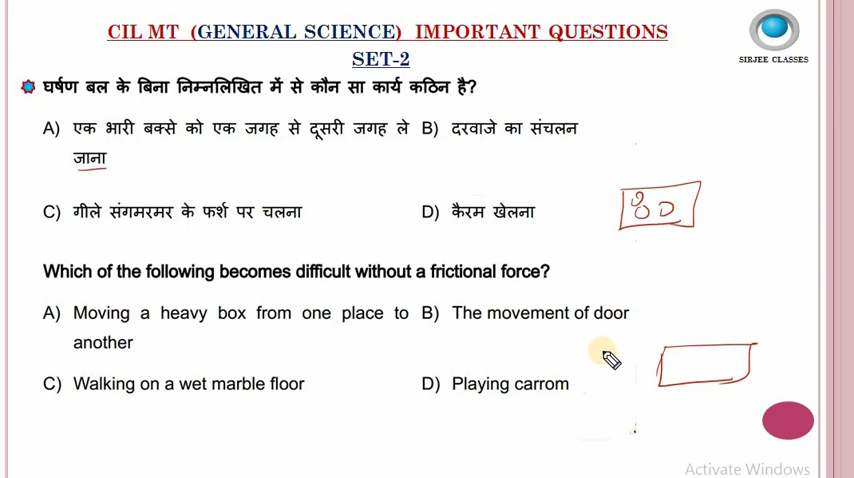 CIL MT (GENERAL SCIENCE) IMPORTANT QUESTIONS
SET-2
SIRJEE CLASSES
घर्षण बल के बिना निम्नलिखित में से कौन सा कार्य कठिन है?
A) एक भारी बक्से को एक जगह से दूसरी जगह ले जाना
B) दरवाजे का संचलन
C) गीले संगमरमर के फर्श पर चलना
D) कैरम खेलना
Which of the following becomes difficult without a frictional force?
A) Moving a heavy box from one place to another
B) The movement of door
C) Walking on a wet marble floor
D) Playing carrom
Activate Windows